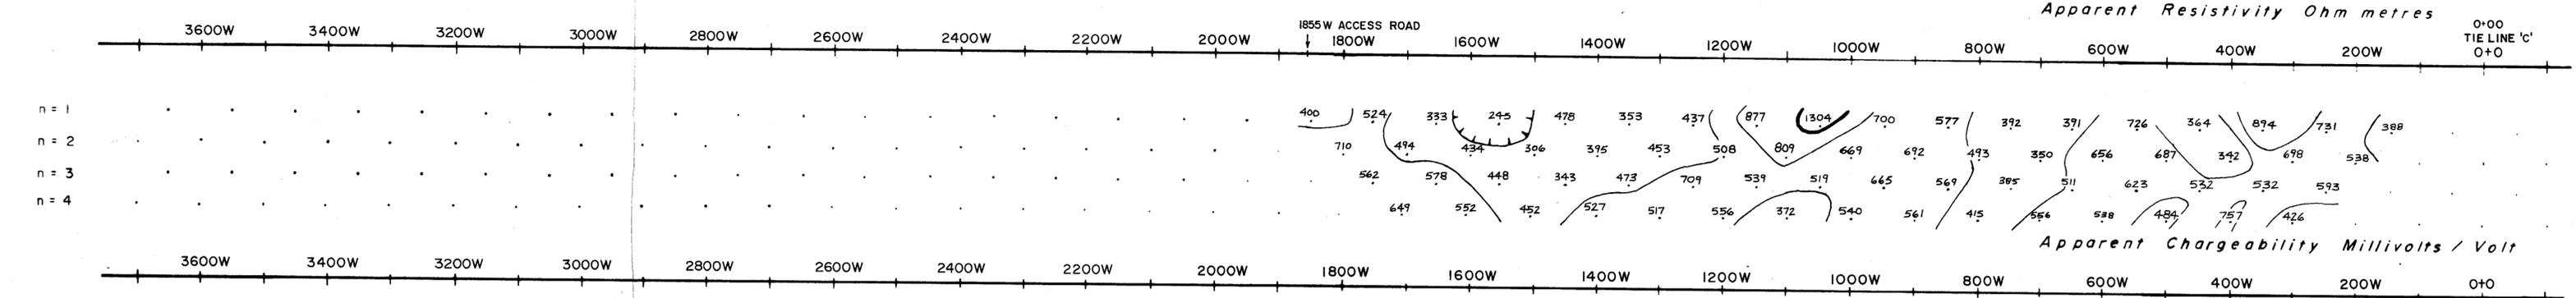 Apparent Resistivity Ohm metres
1855W ACCESS ROAD
0+00
TIE LINE 'C'
3600W 3400W 3200W 3000W 2800W 2600W 2400W 2200W 2000W 1800W 1600W 1400W 1200W 1000W 800W 600W 400W 200W 0+0
n = 1 400 524 333 245 478 353 437 877 1304 700 577 392 391 726 364 894 731 388
n = 2 710 494 434 306 395 453 508 809 669 692 493 350 656 687 342 698 538
n = 3 562 578 448 343 473 709 539 519 665 569 385 511 623 532 532 593
n = 4 649 552 452 527 517 556 372 540 561 415 556 538 484 757 426
Apparent Chargeability Millivolts / Volt
3600W 3400W 3200W 3000W 2800W 2600W 2400W 2200W 2000W 1800W 1600W 1400W 1200W 1000W 800W 600W 400W 200W 0+0